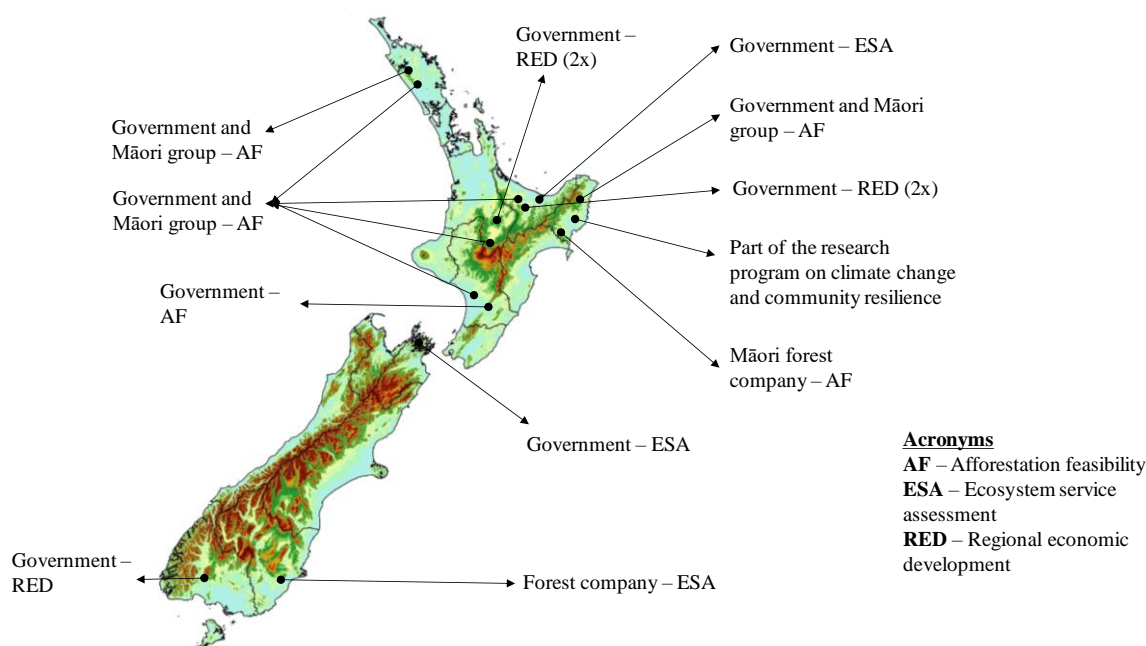 Government –
RED (2x)
Government – ESA
Government and Māori
group – AF
Government and
Māori group – AF
Government – RED (2x)
Government and
Māori group – AF
Part of the research
program on climate change
and community resilience
Government –
AF
Māori forest
company – AF
Government – ESA
Acronyms
AF – Afforestation feasibility
ESA – Ecosystem service
assessment
RED – Regional economic
development
Government –
RED
Forest company – ESA